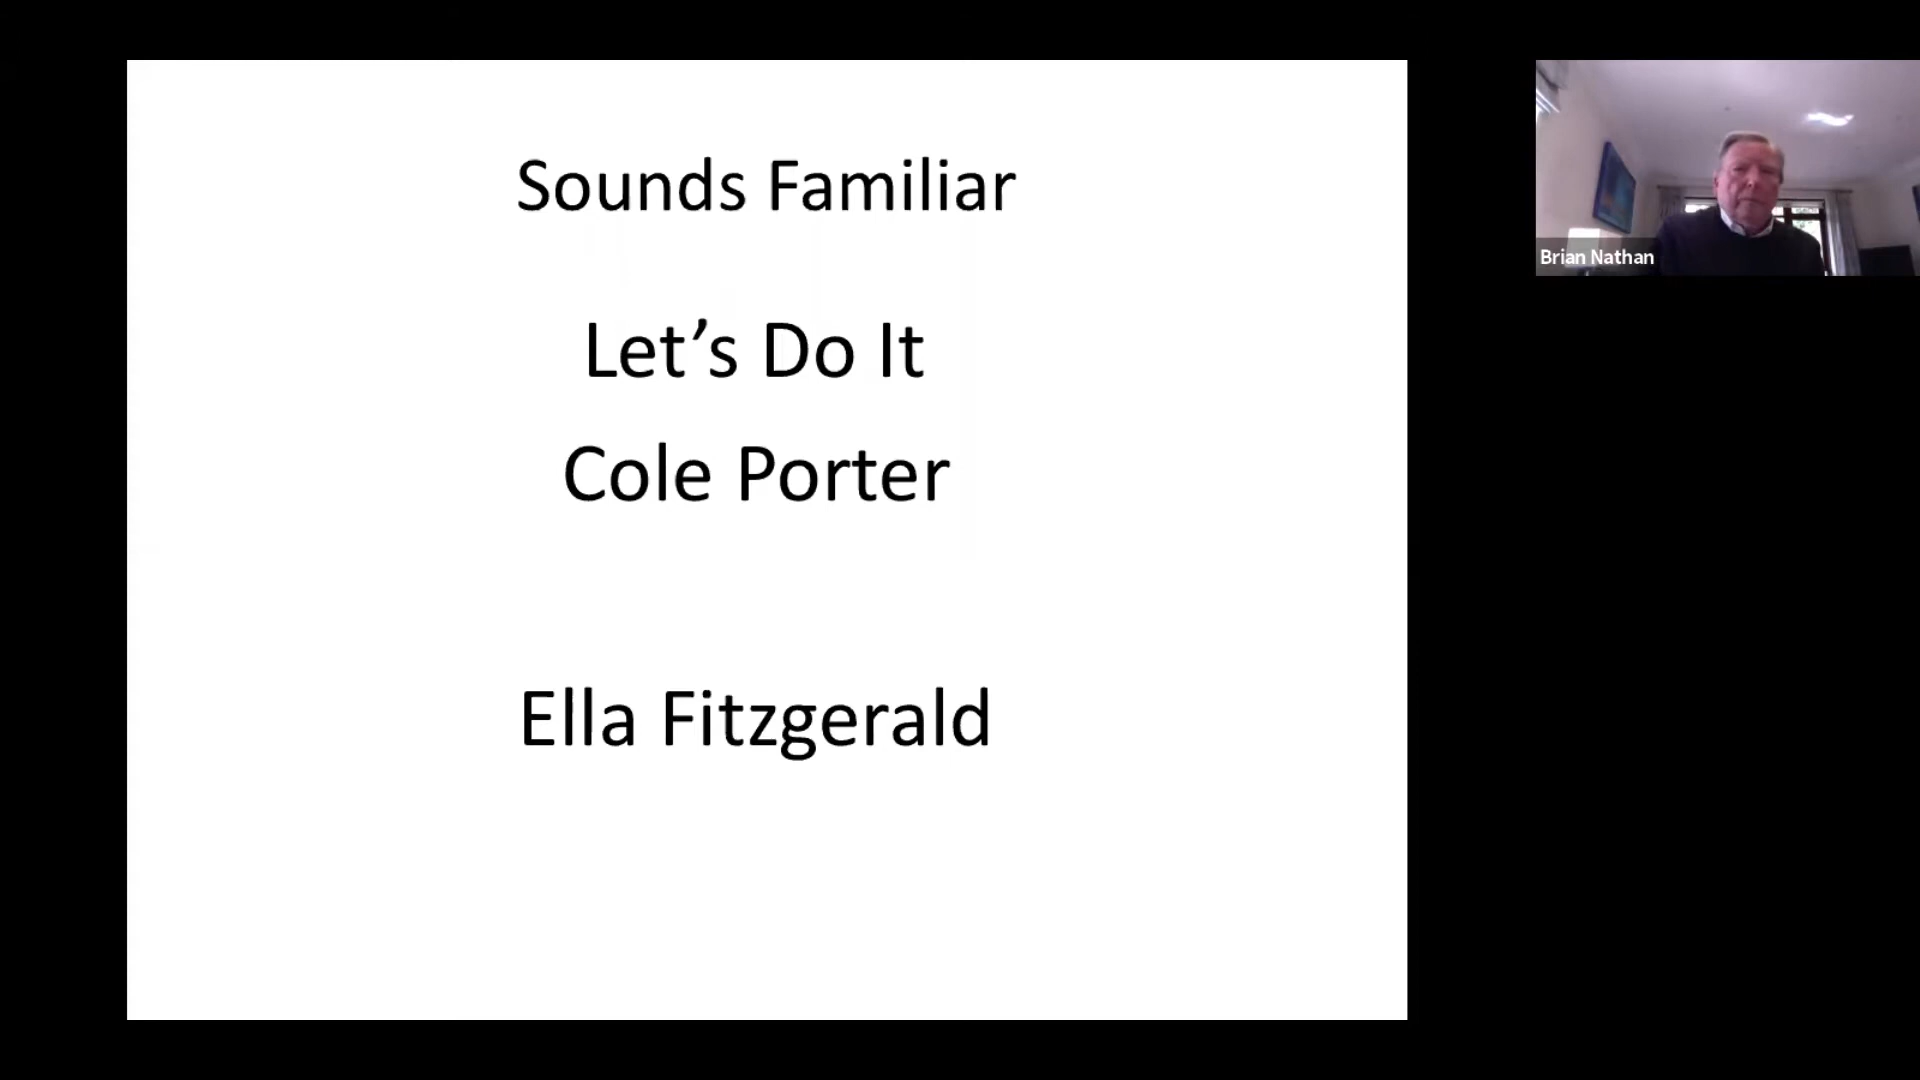 Sounds Familiar
Let’s Do It
Cole Porter
Ella Fitzgerald
Brian Nathan